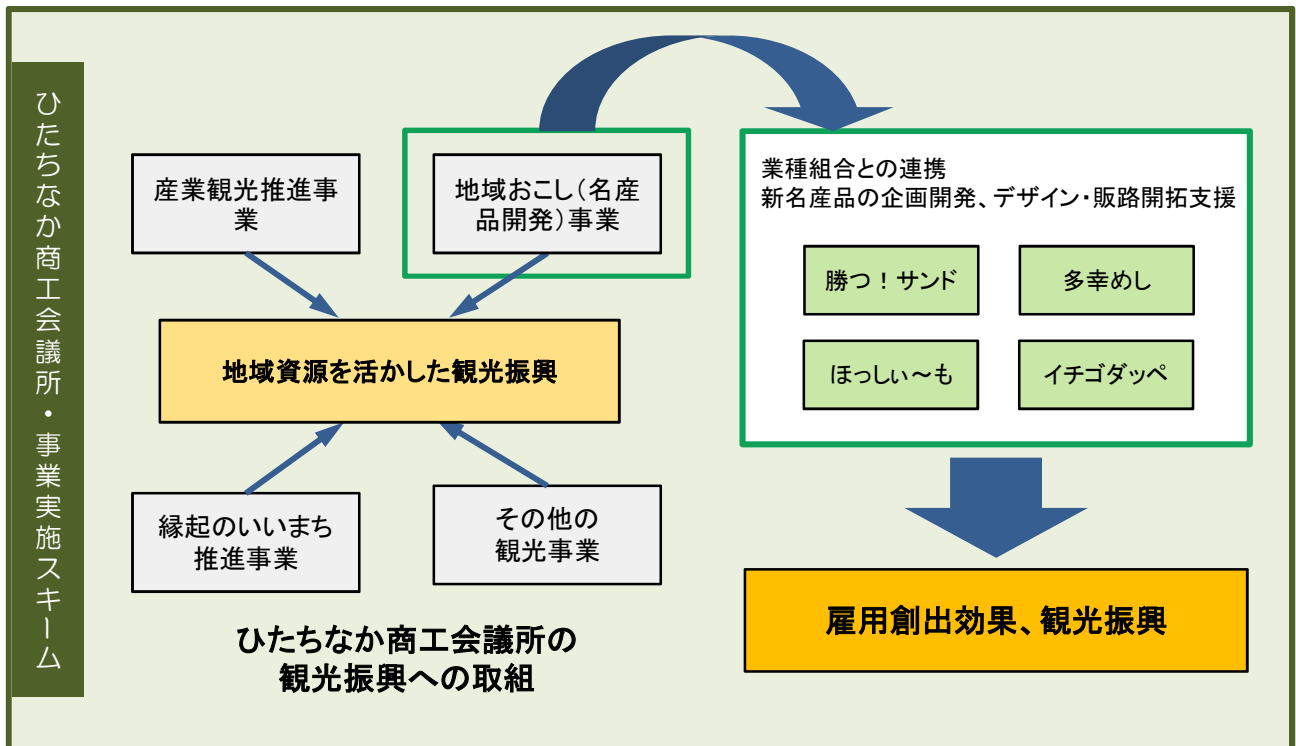 ひたちなか商工会議所・事業実施スキーム
産業観光推進事
業
地域おこし(名産
品開発)事業
地域資源を活かした観光振興
縁起のいいまち
推進事業
その他の
観光事業
ひたちなか商工会議所の
観光振興への取組
業種組合との連携
新名産品の企画開発、デザイン・販路開拓支援
勝つ!サンド
多幸めし
ほっしぃ~も
イチゴダッペ
雇用創出効果、観光振興